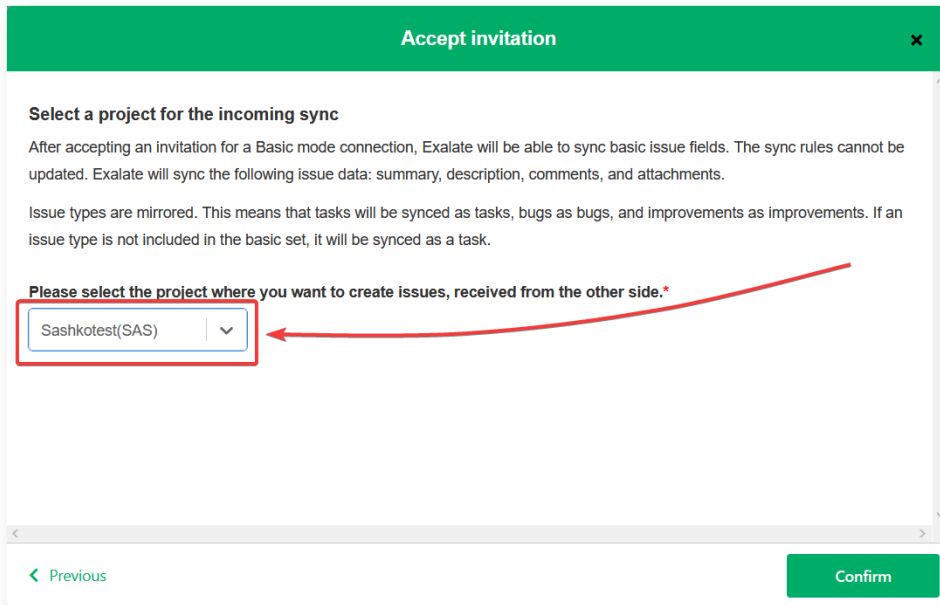 Accept invitation
Select a project for the incoming sync
After accepting an invitation for a Basic mode connection, Exalate will be able to sync basic issue fields. The sync rules cannot be
updated. Exalate will sync the following issue data: summary, description, comments, and attachments.
Issue types are mirrored. This means that tasks will be synced as tasks, bugs as bugs, and improvements as improvements. If an
issue type is not included in the basic set, it will be synced as a task.
Please select the project where you want to create issues, received from the other side.*
Sashkotest(SAS)
Previous
Confirm